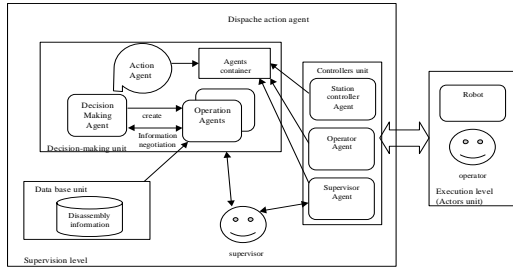 Dispache action agent
Action
Agent
Agents
container
Controllers unit
Station
controller
Agent
Robot
Decision
Making
Agent
create
Operation
Agents
Information
negotiation
Decision-making unit
Operator
Agent
operator
Data base unit
Supervisor
Agent
Execution level
(Actors unit)
Disassembly
information
supervisor
Supervision level